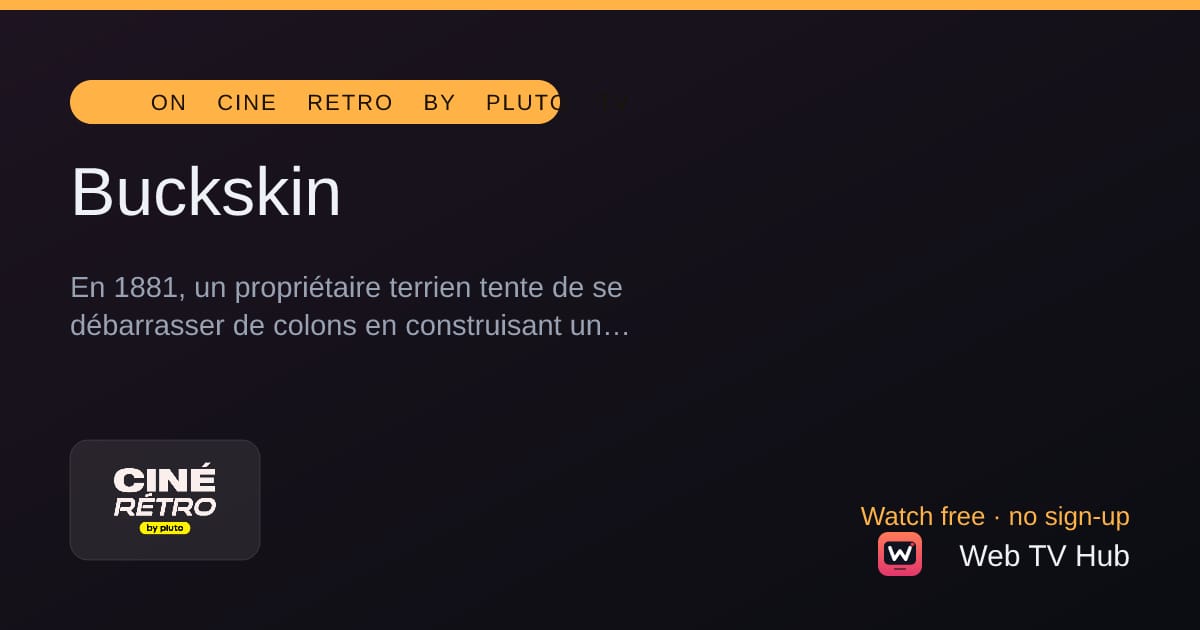 ON CINE RETRO BY PLUTO TV
Buckskin
En 1881, un propriétaire terrien tente de se
débarrasser de colons en construisant un…
CINÉ
RÉTRO
by pluto
Watch free · no sign-up
W
Web TV Hub